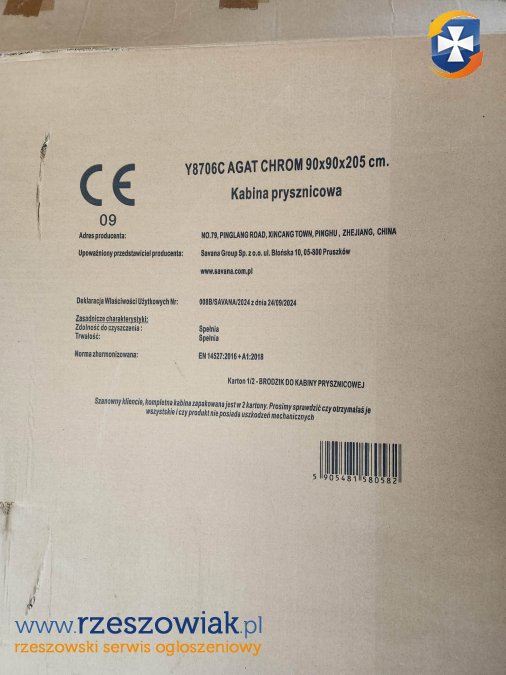 Y8706C AGAT CHROM 90x90x205 cm.
Kabina prysznicowa
CE
09
Adres producenta: NO.79, PINGLANG ROAD, XINCANG TOWN, PINGHU, ZHEJIANG, CHINA
Upoważniony przedstawiciel producenta: Savana Group Sp. z o.o. ul. Błońska 10, 05-800 Pruszków
www.savana.com.pl
Deklaracja Właściwości Użytkowych Nr: 008B/SAVANA/2024 z dnia 24/09/2024
Zasadnicze charakterystyki:
Zdolność do czyszczenia : Spełnia
Trwałość: Spełnia
Norma zharmonizowana: EN 14527:2016 + A1:2018
Karton 1/2 - BRODZIK DO KABINY PRYSZNICOWEJ
Szanowny kliencie, kompletna kabina zapakowana jest w 2 kartony. Prosimy sprawdzić czy otrzymałaś je
wszystekie i czy produkt nie posiada uszkodzeń mechanicznych
5 905481 580582
www.rzeszowiak.pl
rzeszowski serwis ogłoszeniowy